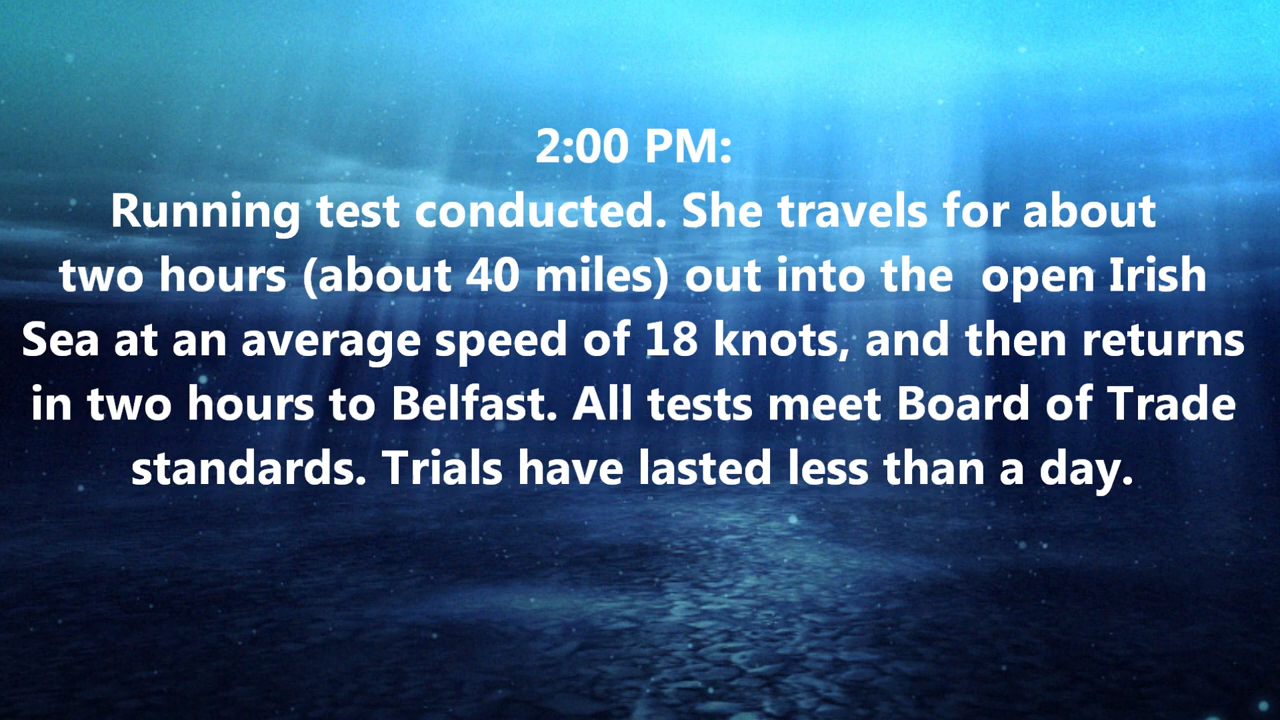 2:00 PM:
Running test conducted. She travels for about
two hours (about 40 miles) out into the  open Irish
Sea at an average speed of 18 knots, and then returns
in two hours to Belfast. All tests meet Board of Trade
standards. Trials have lasted less than a day.